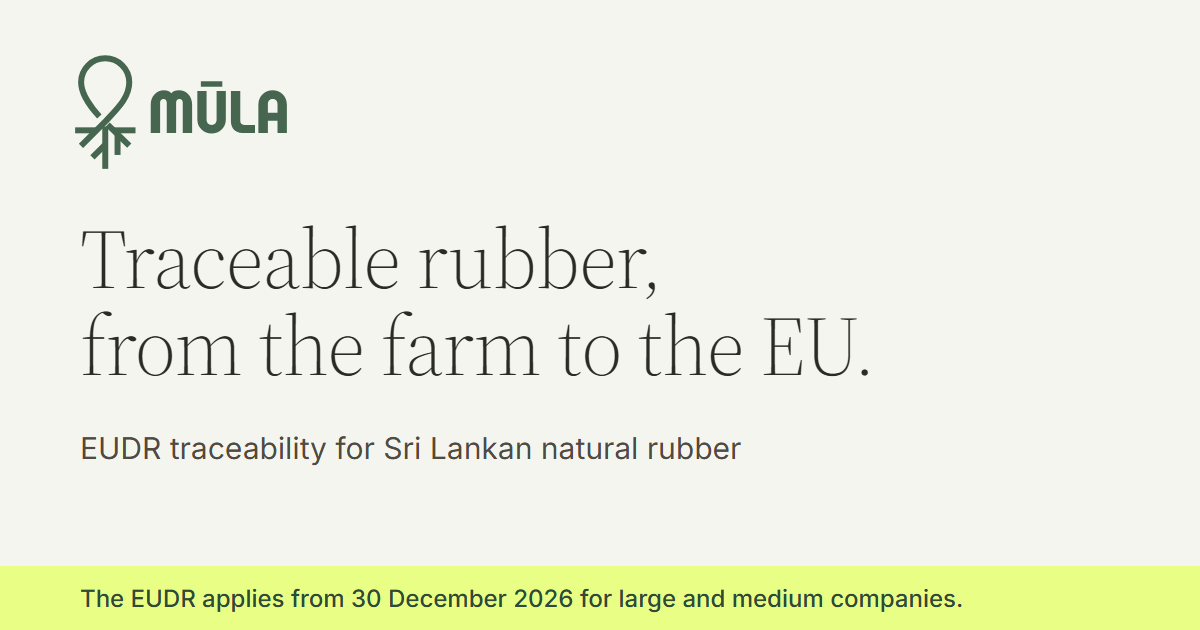 MŪLA
Traceable rubber,
from the farm to the EU.
EUDR traceability for Sri Lankan natural rubber
The EUDR applies from 30 December 2026 for large and medium companies.